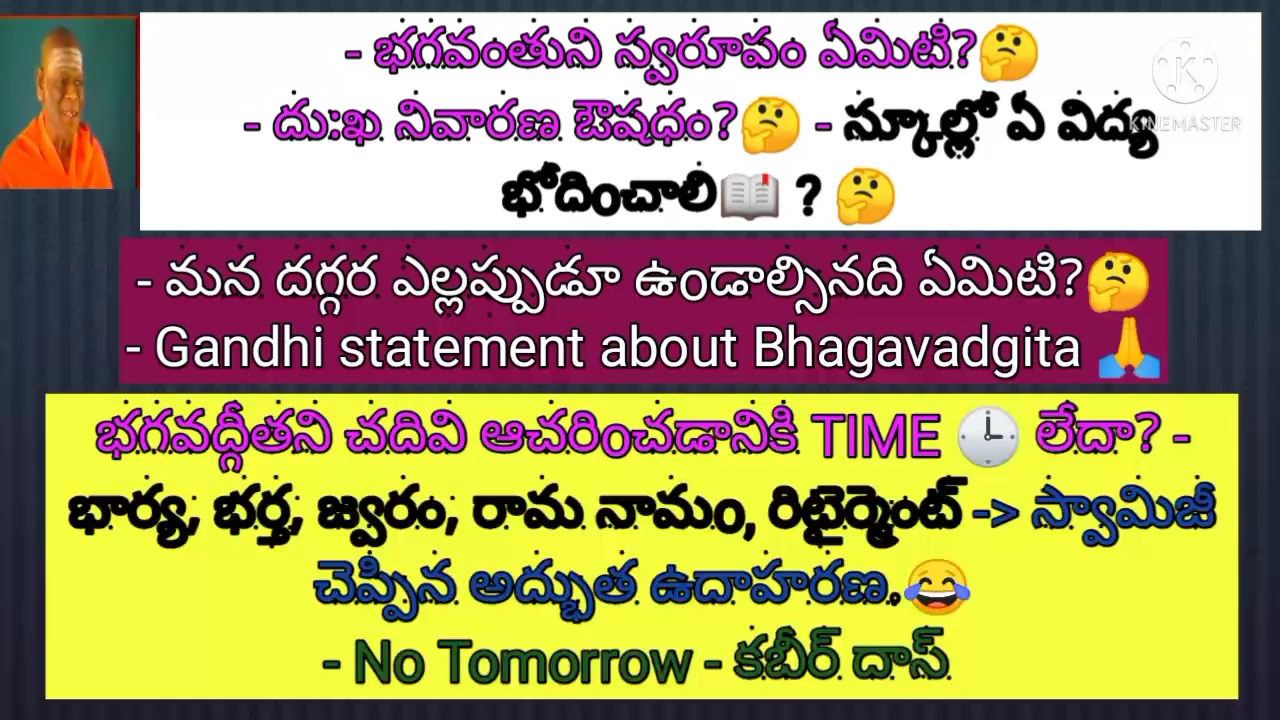 - భగవంతుని స్వరూపం ఏమిటి?🤔
- దు:ఖ నివారణ ఔషధం?🤔 - స్కూల్లో ఏ విద్య
భోదించాలి📖 ? 🤔
KINEMASTER
- మన దగ్గర ఎల్లప్పుడూ ఉండాల్సినది ఏమిటి?🤔
- Gandhi statement about Bhagavadgita 🙏
భగవద్గీతని చదివి ఆచరించడానికి TIME 🕒 లేదా? -
భార్య, భర్త, జ్వరం, రామ నామం, రిటైర్మెంట్ -> స్వామిజీ
చెప్పిన అద్భుత ఉదాహరణ.😂
- No Tomorrow - కబీర్ దాస్